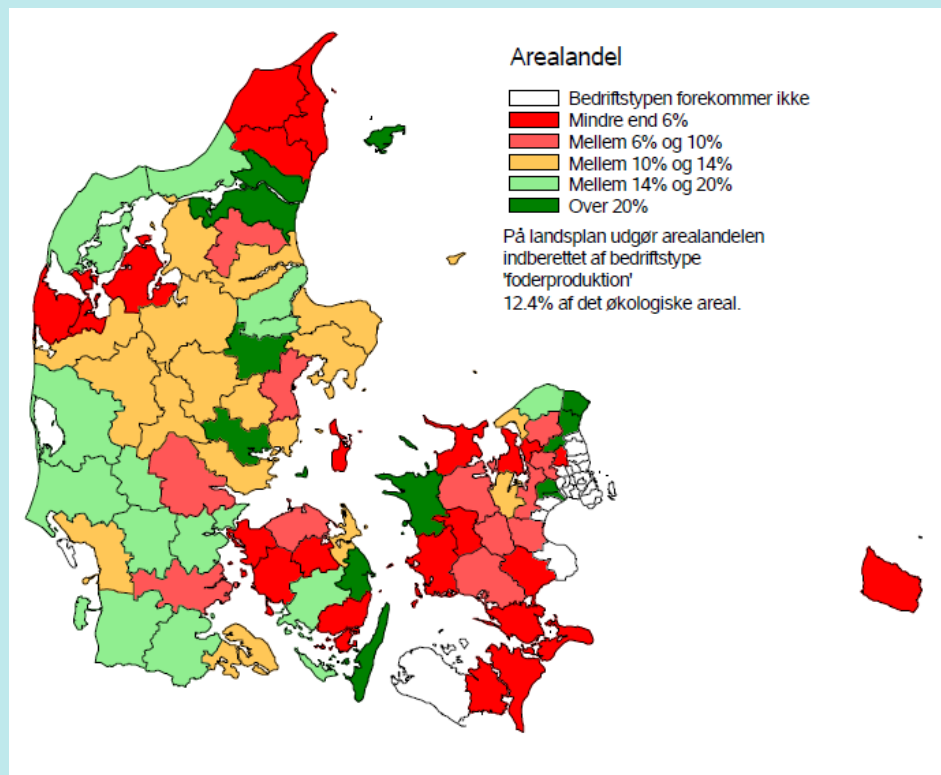 Arealandel
Bedriftstypen forekommer ikke
Mindre end 6%
Mellem 6% og 10%
Mellem 10% og 14%
Mellem 14% og 20%
Over 20%
På landsplan udgør arealandelen
indberettet af bedriftstype
'foderproduktion'
12.4% af det økologiske areal.